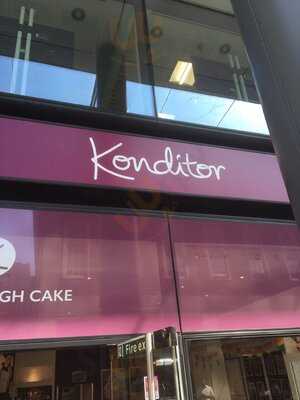 Konditor
GH CAKE
Fire ex